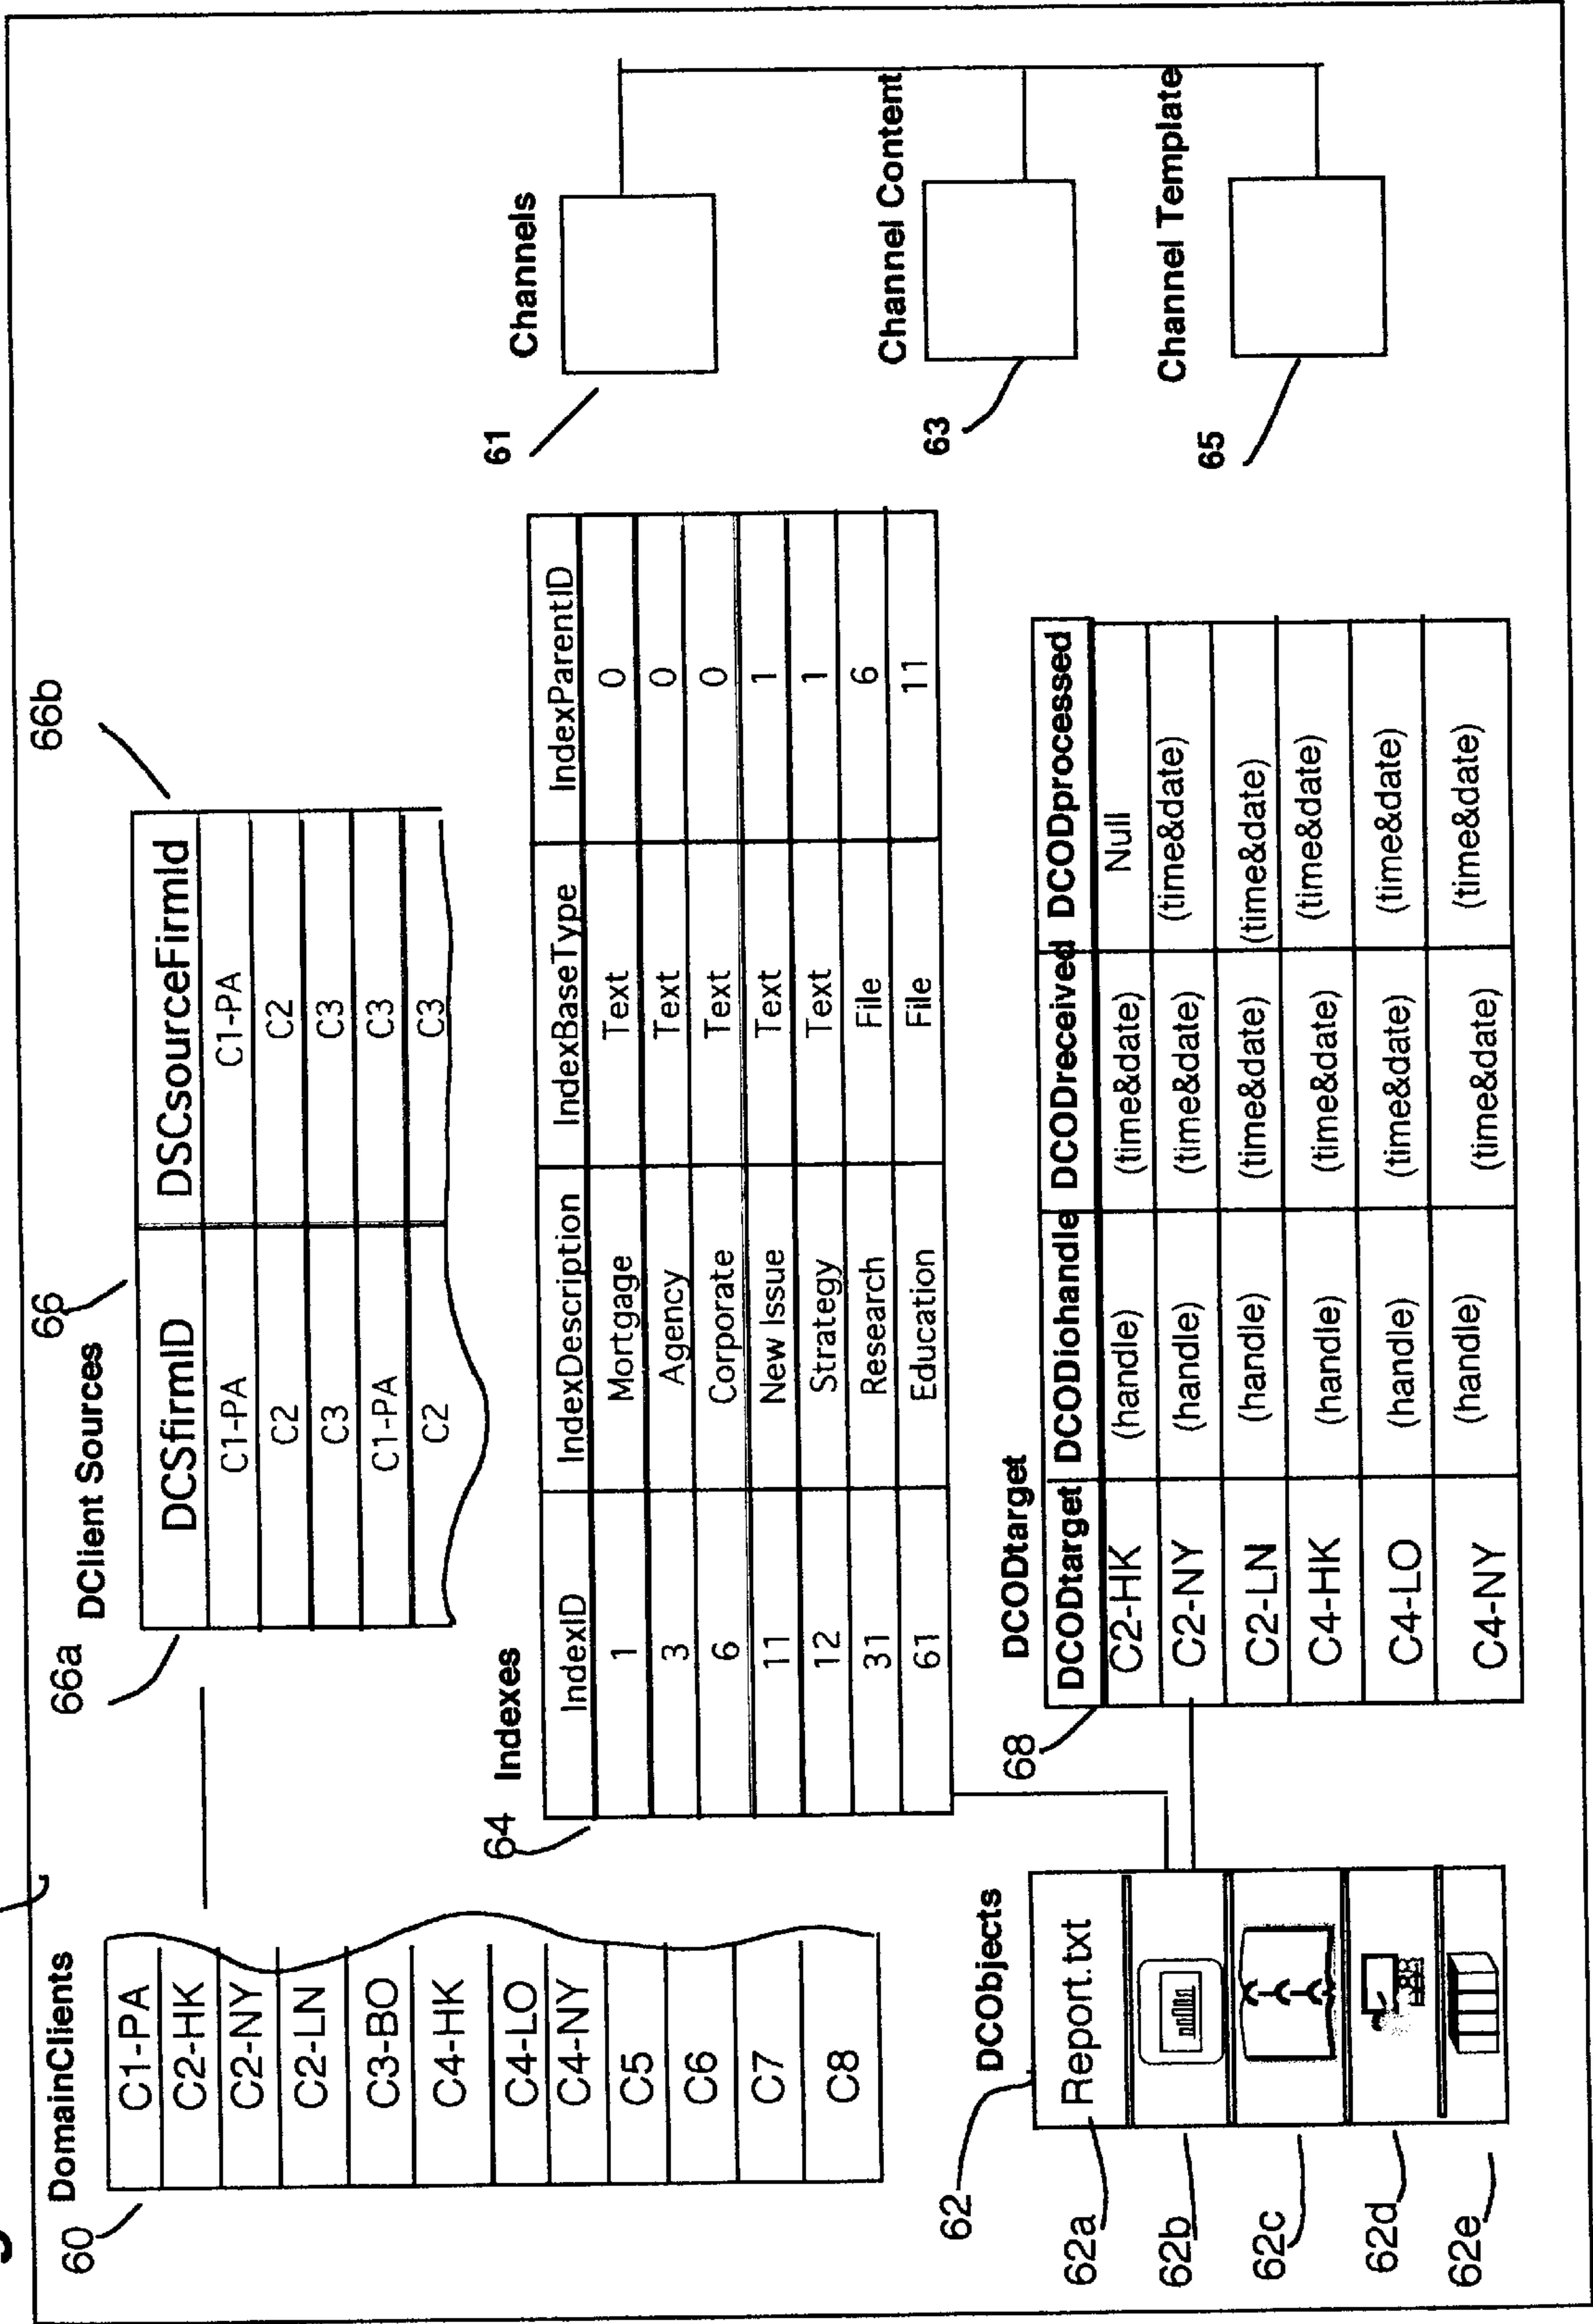 DomainClients
60
C1-PA
C2-HK
C2-NY
C2-LN
C3-BO
C4-HK
C4-LO
C4-NY
C5
C6
C7
C8
DClient Sources
66
66a
66b
DCSfirmID DSCsourceFirmId
C1-PA C1-PA
C2 C2
C3 C3
C1-PA C3
C2 C3
64 Indexes
IndexID IndexDescription IndexBaseType IndexParentID
1 Mortgage Text 0
3 Agency Text 0
6 Corporate Text 0
11 New Issue Text 1
12 Strategy Text 1
31 Research File 6
61 Education File 11
Channels
61
Channel Content
63
Channel Template
65
62
DCObjects
62a
Report.txt
62b
62c
62d
62e
DCODtarget
68
DCODtarget DCODiohandle DCODreceived DCODprocessed
C2-HK (handle) (time&date) Null
C2-NY (handle) (time&date) (time&date)
C2-LN (handle) (time&date) (time&date)
C4-HK (handle) (time&date) (time&date)
C4-LO (handle) (time&date) (time&date)
C4-NY (handle) (time&date) (time&date)